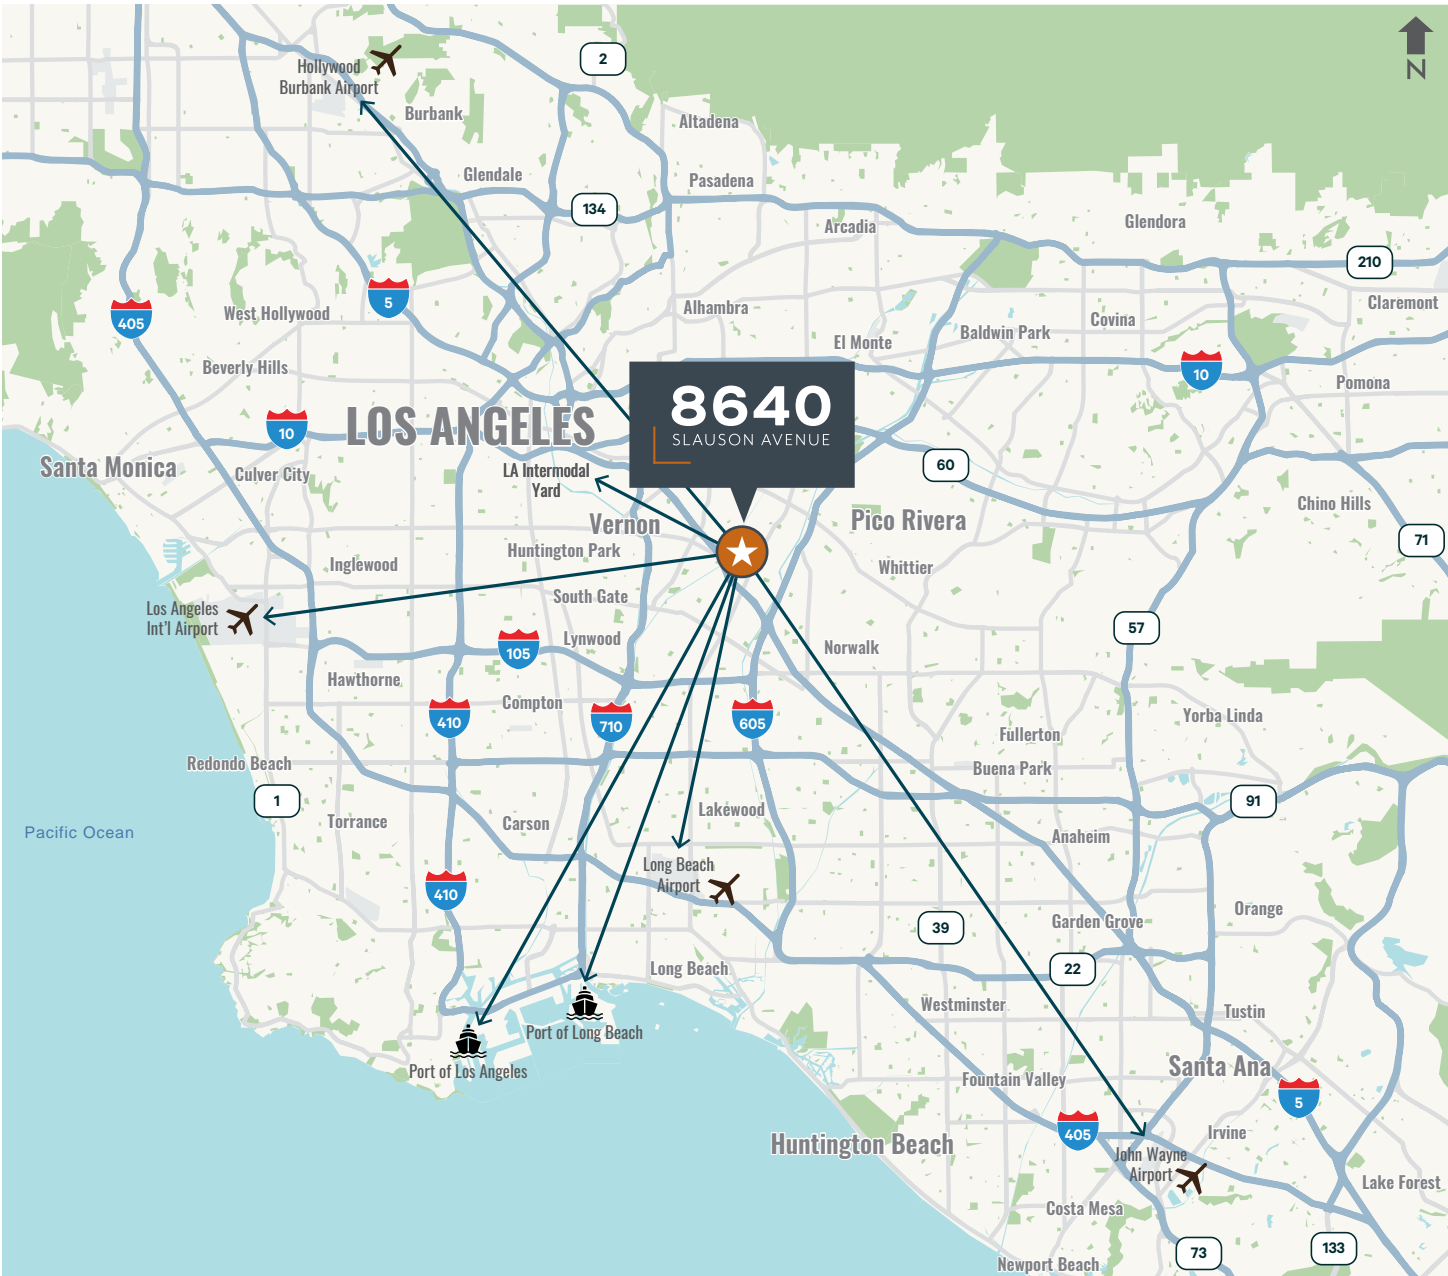 2
N
Hollywood
Burbank Airport
Burbank
Altadena
Glendale
Pasadena
134
Arcadia
Glendora
210
5
405
West Hollywood
Alhambra
Claremont
Covina
Baldwin Park
El Monte
Beverly Hills
10
Pomona
8640
SLAUSON AVENUE
10
LOS ANGELES
Santa Monica
Culver City
LA Intermodal
Yard
60
Chino Hills
Vernon
Pico Rivera
71
Huntington Park
Inglewood
Whittier
South Gate
Los Angeles
Int'l Airport
57
Lynwood
105
Norwalk
Hawthorne
Compton
410
710
605
Yorba Linda
Fullerton
Redondo Beach
Buena Park
1
91
Lakewood
Torrance
Carson
Pacific Ocean
Anaheim
Long Beach
Airport
410
Orange
39
Garden Grove
Long Beach
22
Westminster
Tustin
Port of Long Beach
Port of Los Angeles
Santa Ana
Fountain Valley
5
405
Irvine
Huntington Beach
John Wayne
Airport
Lake Forest
Costa Mesa
73
133
Newport Beach